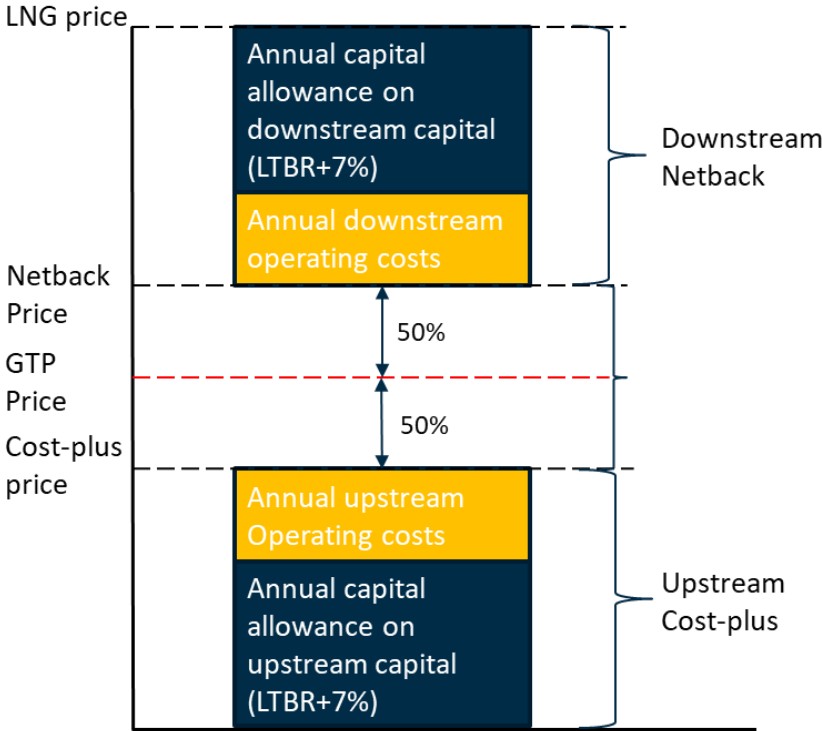 LNG price
Annual capital
allowance on
downstream capital
(LTBR+7%)
Downstream
Netback
Annual downstream
operating costs
Netback
Price
50%
GTP
Price
50%
Cost-plus
price
Annual upstream
Operating costs
Annual capital
allowance on
upstream capital
(LTBR+7%)
Upstream
Cost-plus